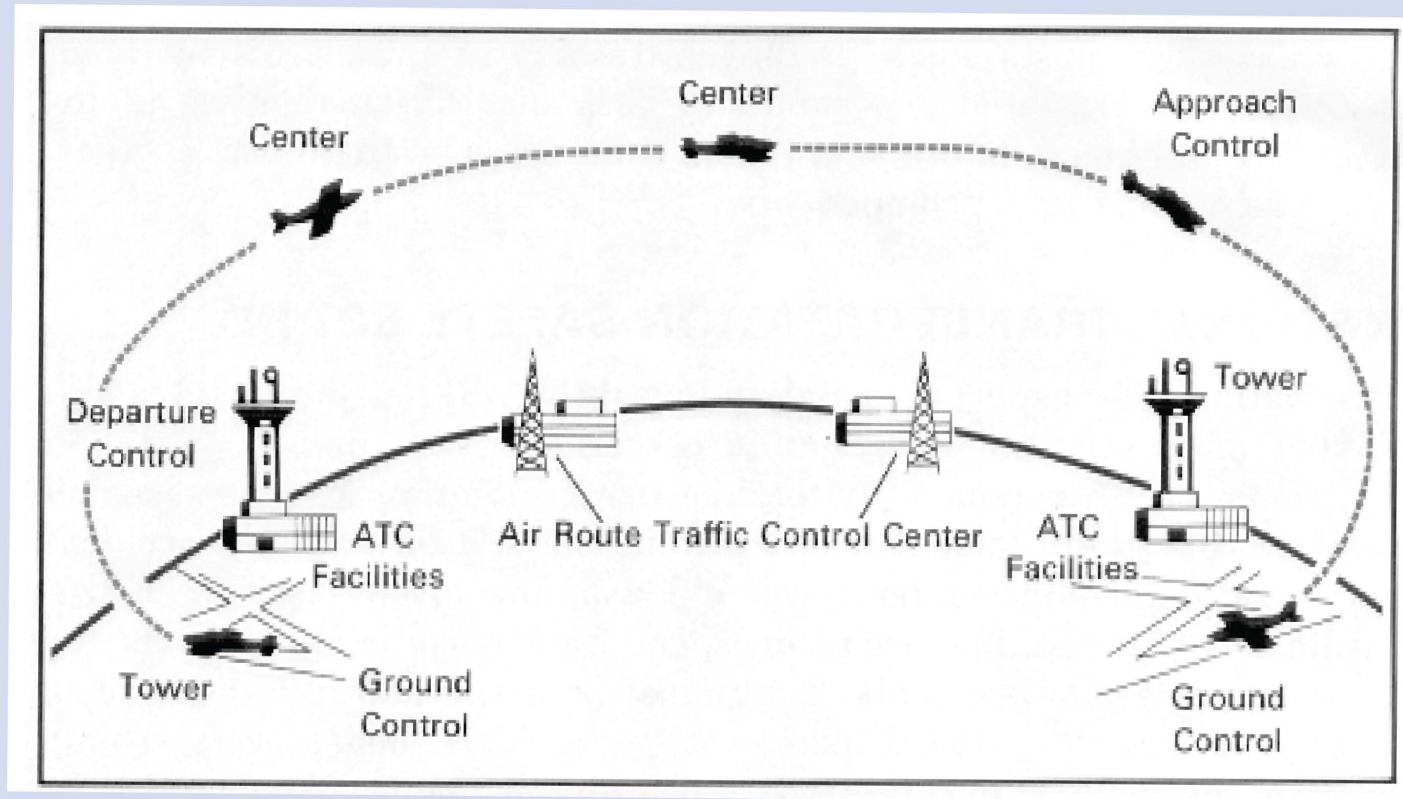 Center
Center
Approach
Control
Departure
Control
Tower
ATC
Facilities
Air Route Traffic Control Center
ATC
Facilities
Tower
Ground
Control
Ground
Control